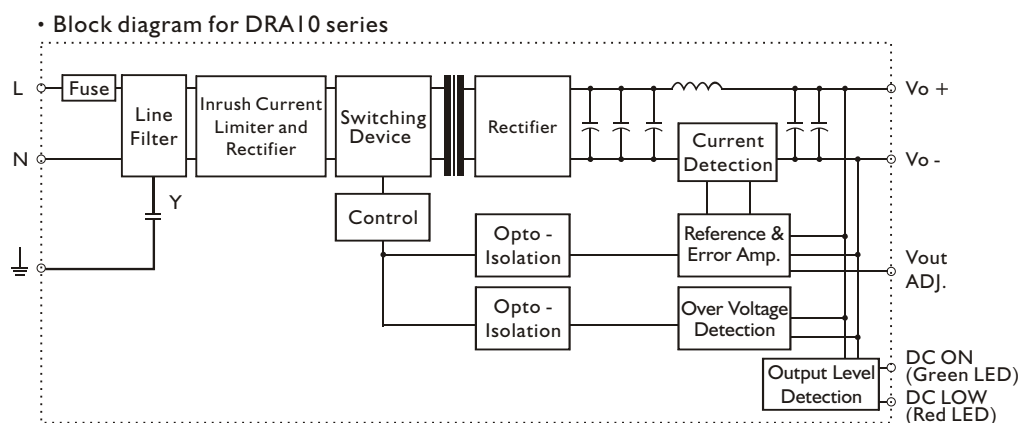 • Block diagram for DRA10 series
L
Fuse
Line
Filter
Inrush Current
Limiter and
Rectifier
Switching
Device
Rectifier
Vo +
N
Current
Detection
Vo -
Y
Control
Opto -
Isolation
Reference &
Error Amp.
Vout
ADJ.
Opto -
Isolation
Over Voltage
Detection
Output Level
Detection
DC ON
(Green LED)
DC LOW
(Red LED)